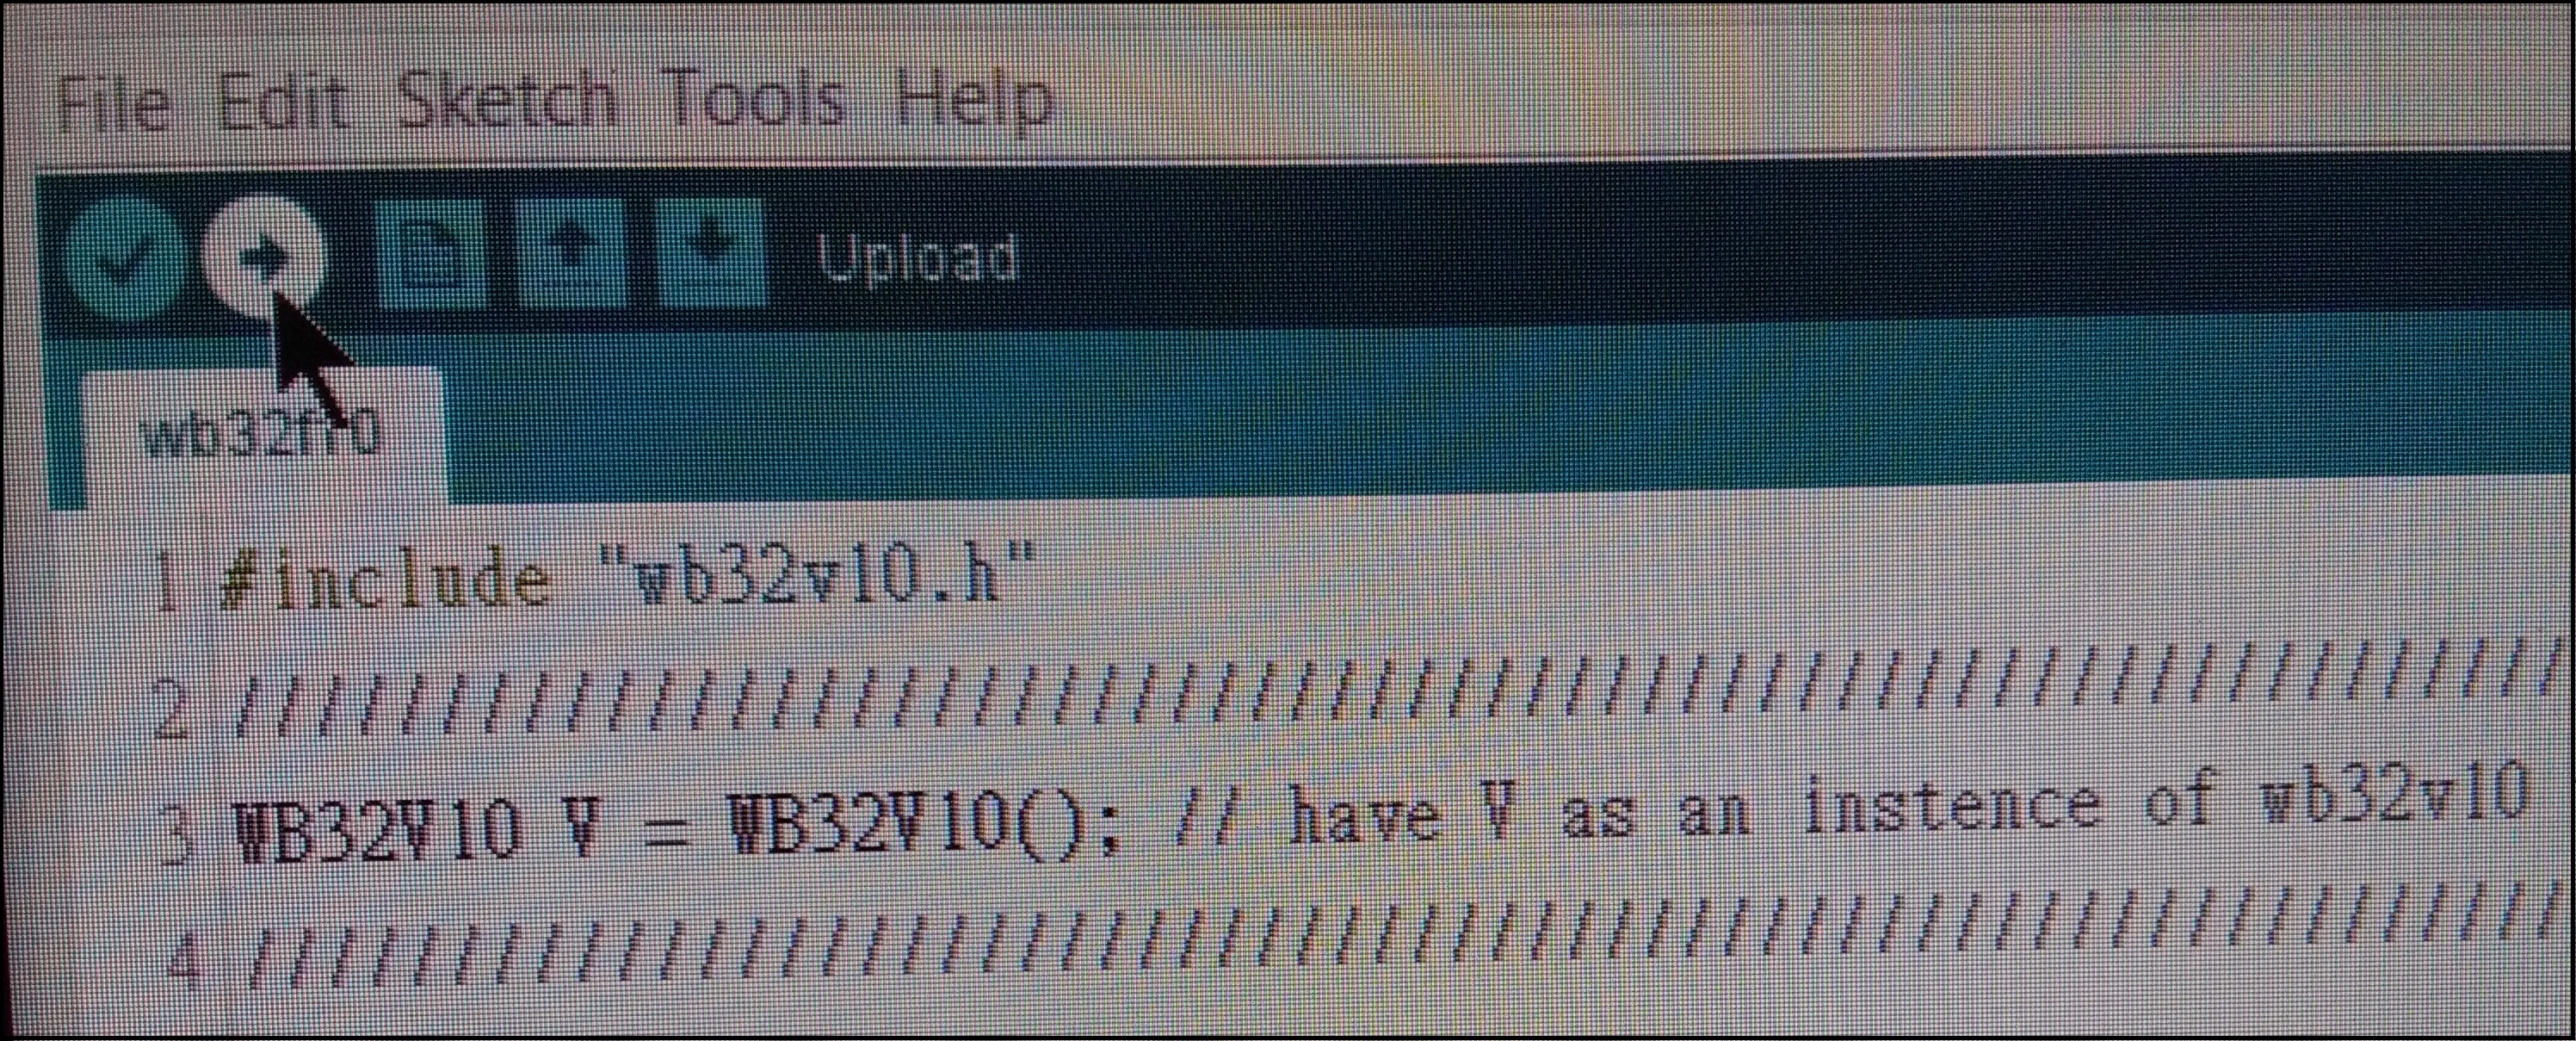 File Edit Sketch Tools Help
Upload
1 #include "wb32v10.h"
2 //////////////////////////////////////////////////////////
3 WB32V10 V = WB32V10(); // have V as an instence of wb32v10
4 //////////////////////////////////////////////////////////